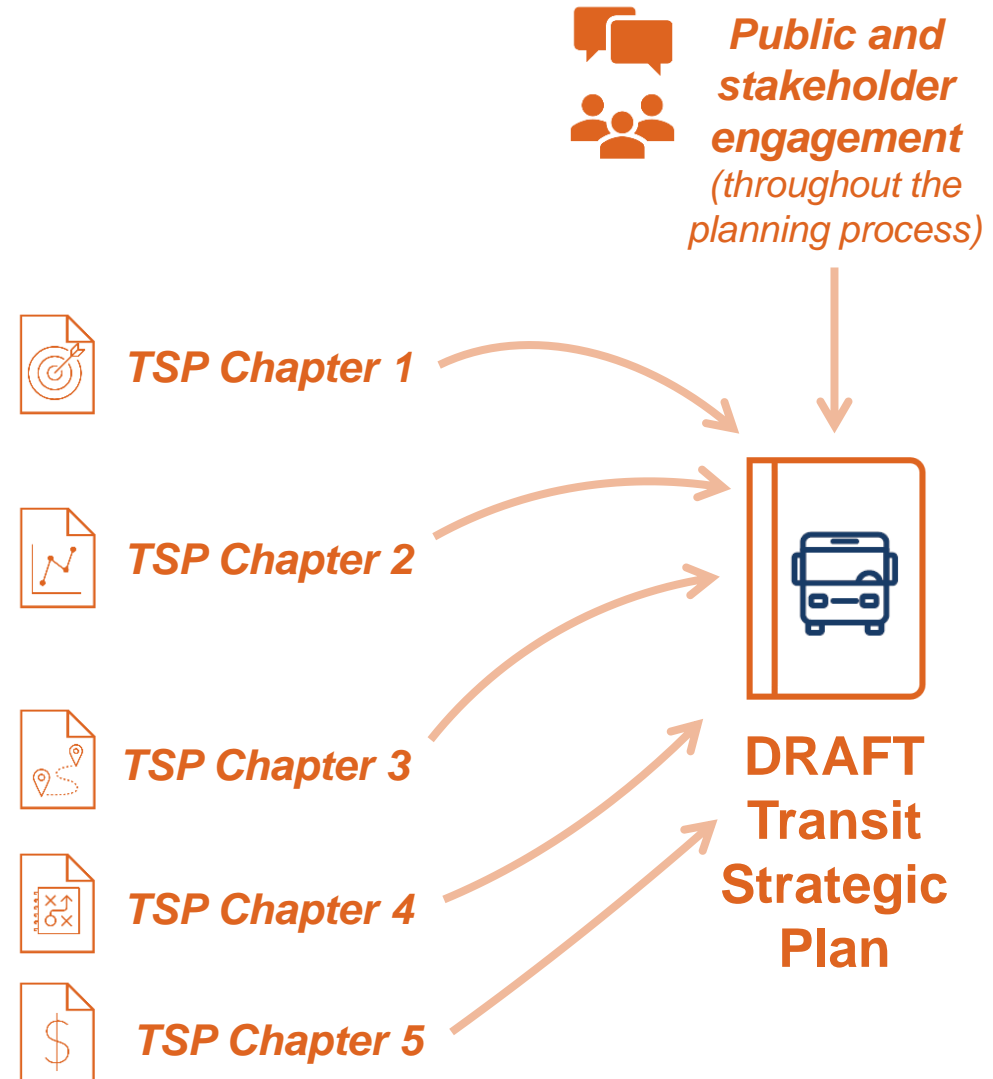 Public and
stakeholder
engagement
(throughout the
planning process)
TSP Chapter 1
TSP Chapter 2
TSP Chapter 3
TSP Chapter 4
TSP Chapter 5
DRAFT
Transit
Strategic
Plan